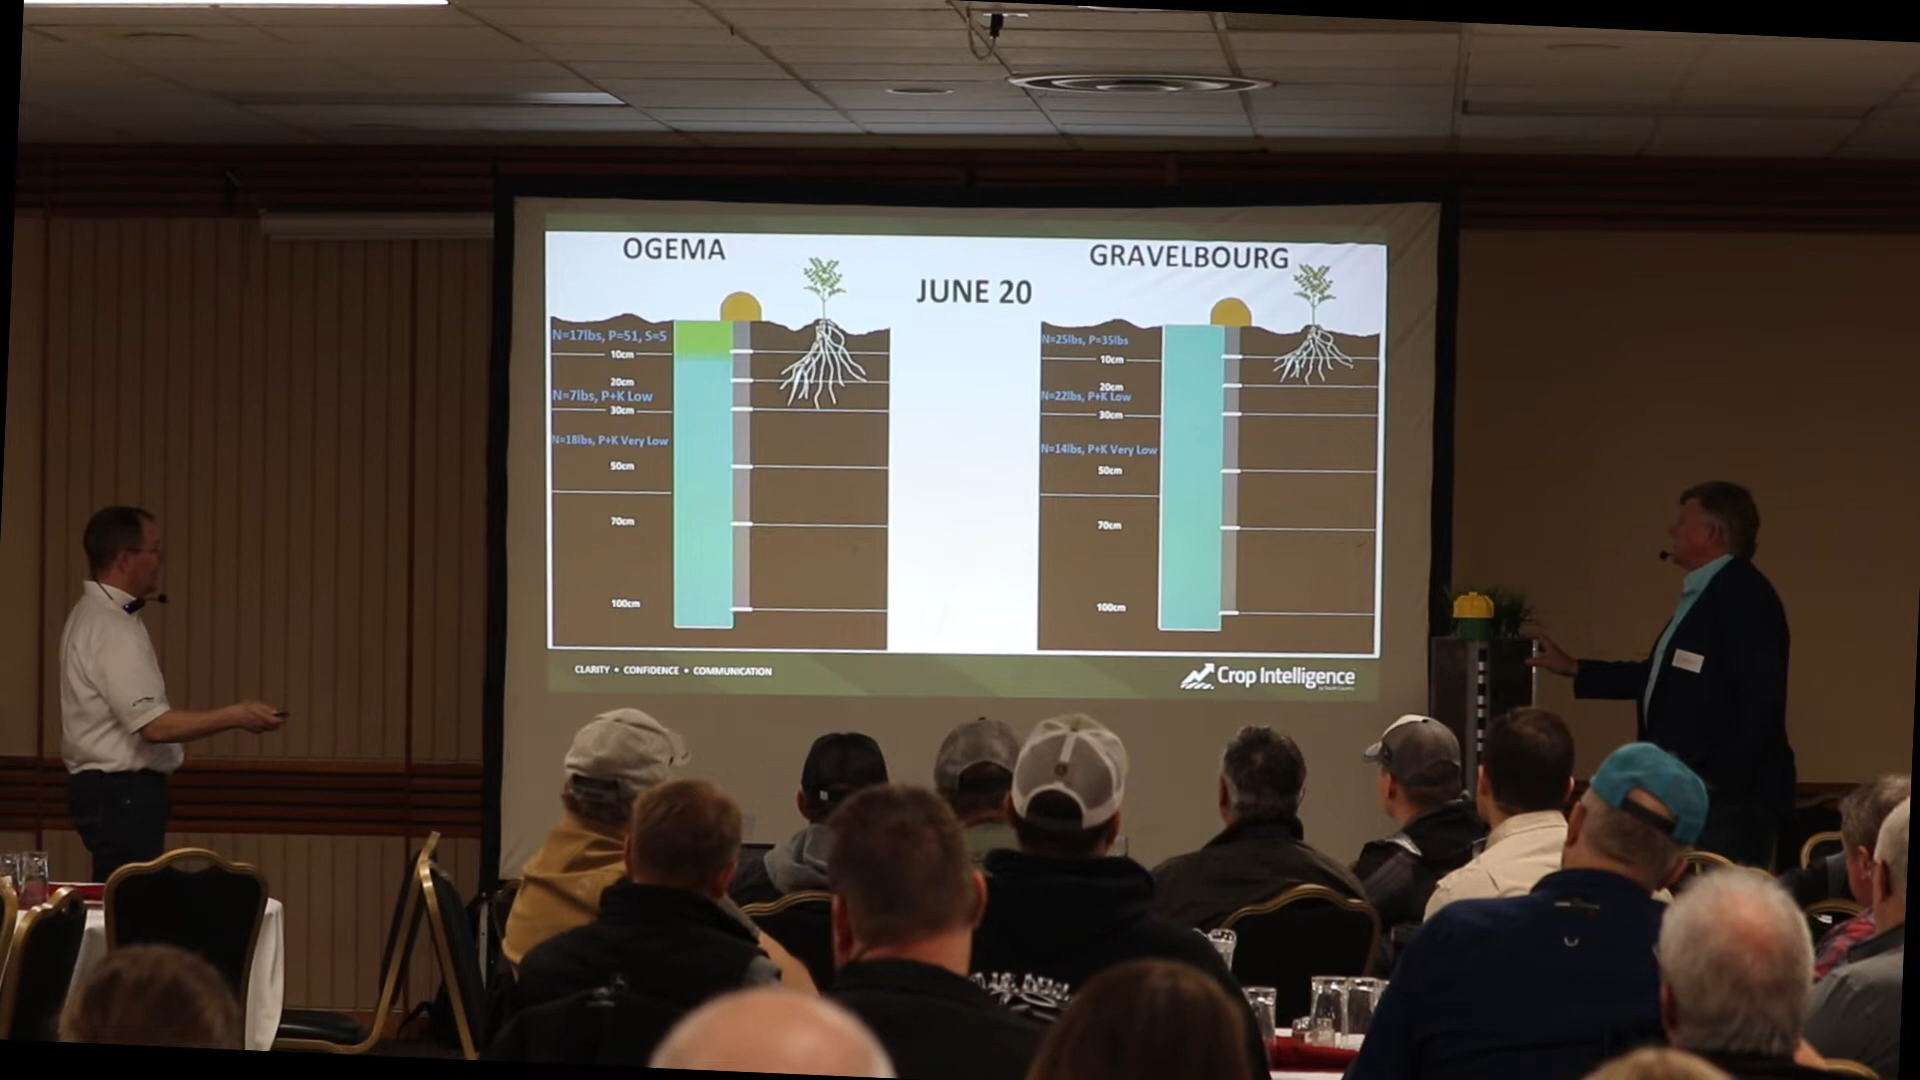 OGEMA
GRAVELBOURG
JUNE 20
N=17lbs, P=51, S=5
10cm
20cm
N=7lbs, P+K Low
30cm
N=18lbs, P+K Very Low
50cm
70cm
100cm
N=25lbs, P=35lbs
10cm
20cm
N=22lbs, P+K Low
30cm
N=14lbs, P+K Very Low
50cm
70cm
100cm
CLARITY • CONFIDENCE • COMMUNICATION
Crop Intelligence